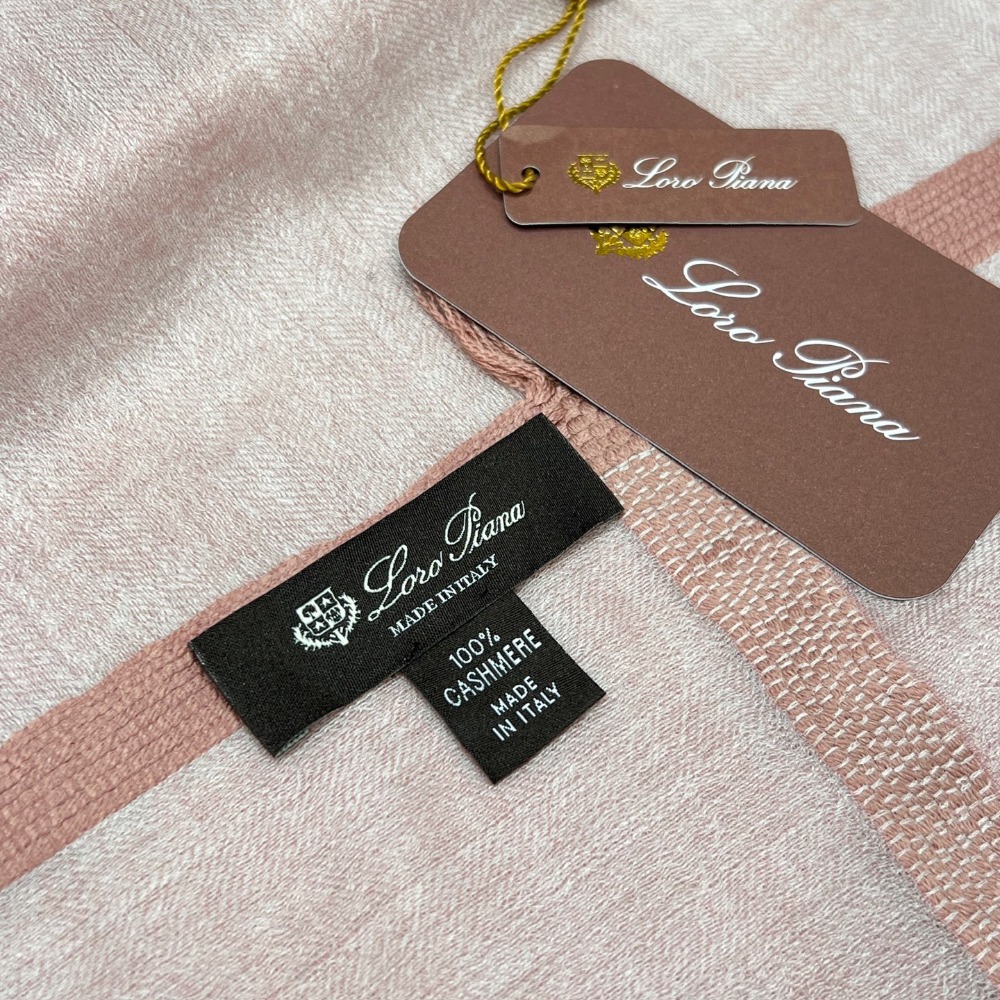 Loro Piana
Loro Piana
Loro Piana
MADE IN ITALY
100%
CASHMERE
MADE
IN ITALY